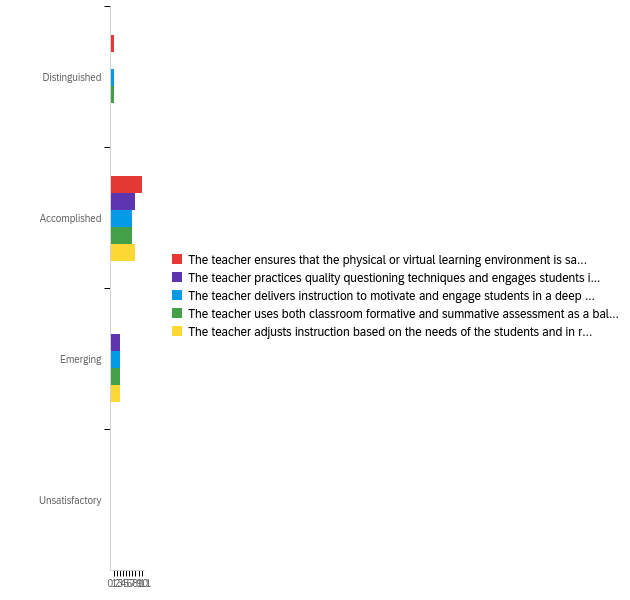 Distinguished
Accomplished
The teacher ensures that the physical or virtual learning environment is sa...
The teacher practices quality questioning techniques and engages students i...
The teacher delivers instruction to motivate and engage students in a deep ...
The teacher uses both classroom formative and summative assessment as a bal...
The teacher adjusts instruction based on the needs of the students and in r...
Emerging
Unsatisfactory